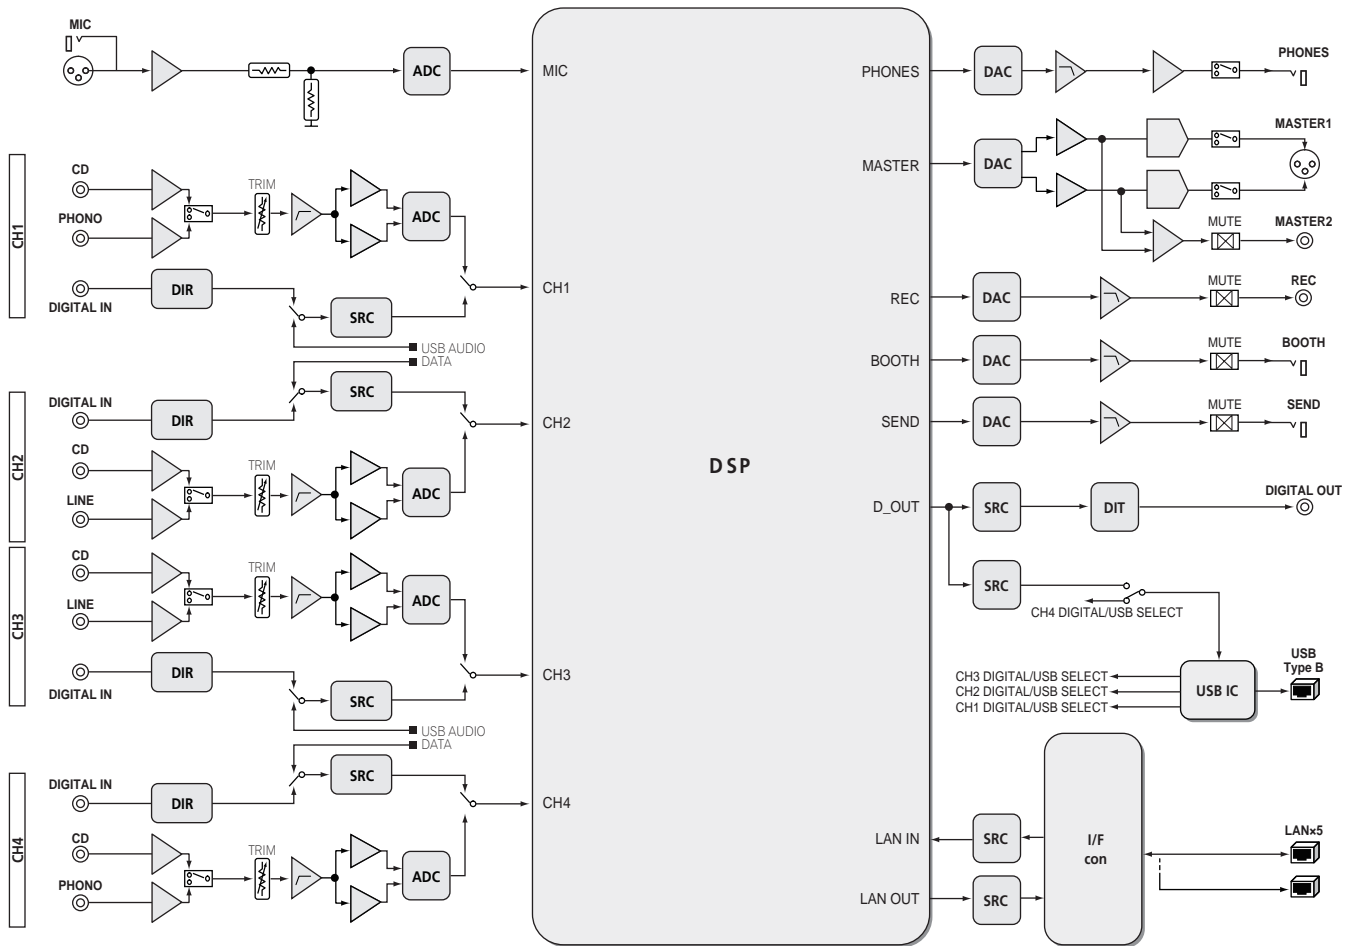 MIC
ADC
MIC
CH1
CD
PHONO
DIGITAL IN
TRIM
ADC
DIR
SRC
CH1
USB AUDIO
DATA
CH2
DIGITAL IN
DIR
SRC
CH2
CD
LINE
TRIM
ADC
CH3
CD
LINE
TRIM
ADC
DIGITAL IN
DIR
SRC
CH3
USB AUDIO
DATA
CH4
DIGITAL IN
DIR
SRC
CH4
CD
PHONO
TRIM
ADC
DSP
PHONES
DAC
PHONES
MASTER
DAC
MASTER1
MUTE
MASTER2
REC
DAC
MUTE
REC
BOOTH
DAC
MUTE
BOOTH
SEND
DAC
MUTE
SEND
D_OUT
SRC
DIT
DIGITAL OUT
SRC
CH4 DIGITAL/USB SELECT
CH3 DIGITAL/USB SELECT
CH2 DIGITAL/USB SELECT
CH1 DIGITAL/USB SELECT
USB IC
USB
Type B
LAN IN
SRC
I/F
con
LAN×5
LAN OUT
SRC